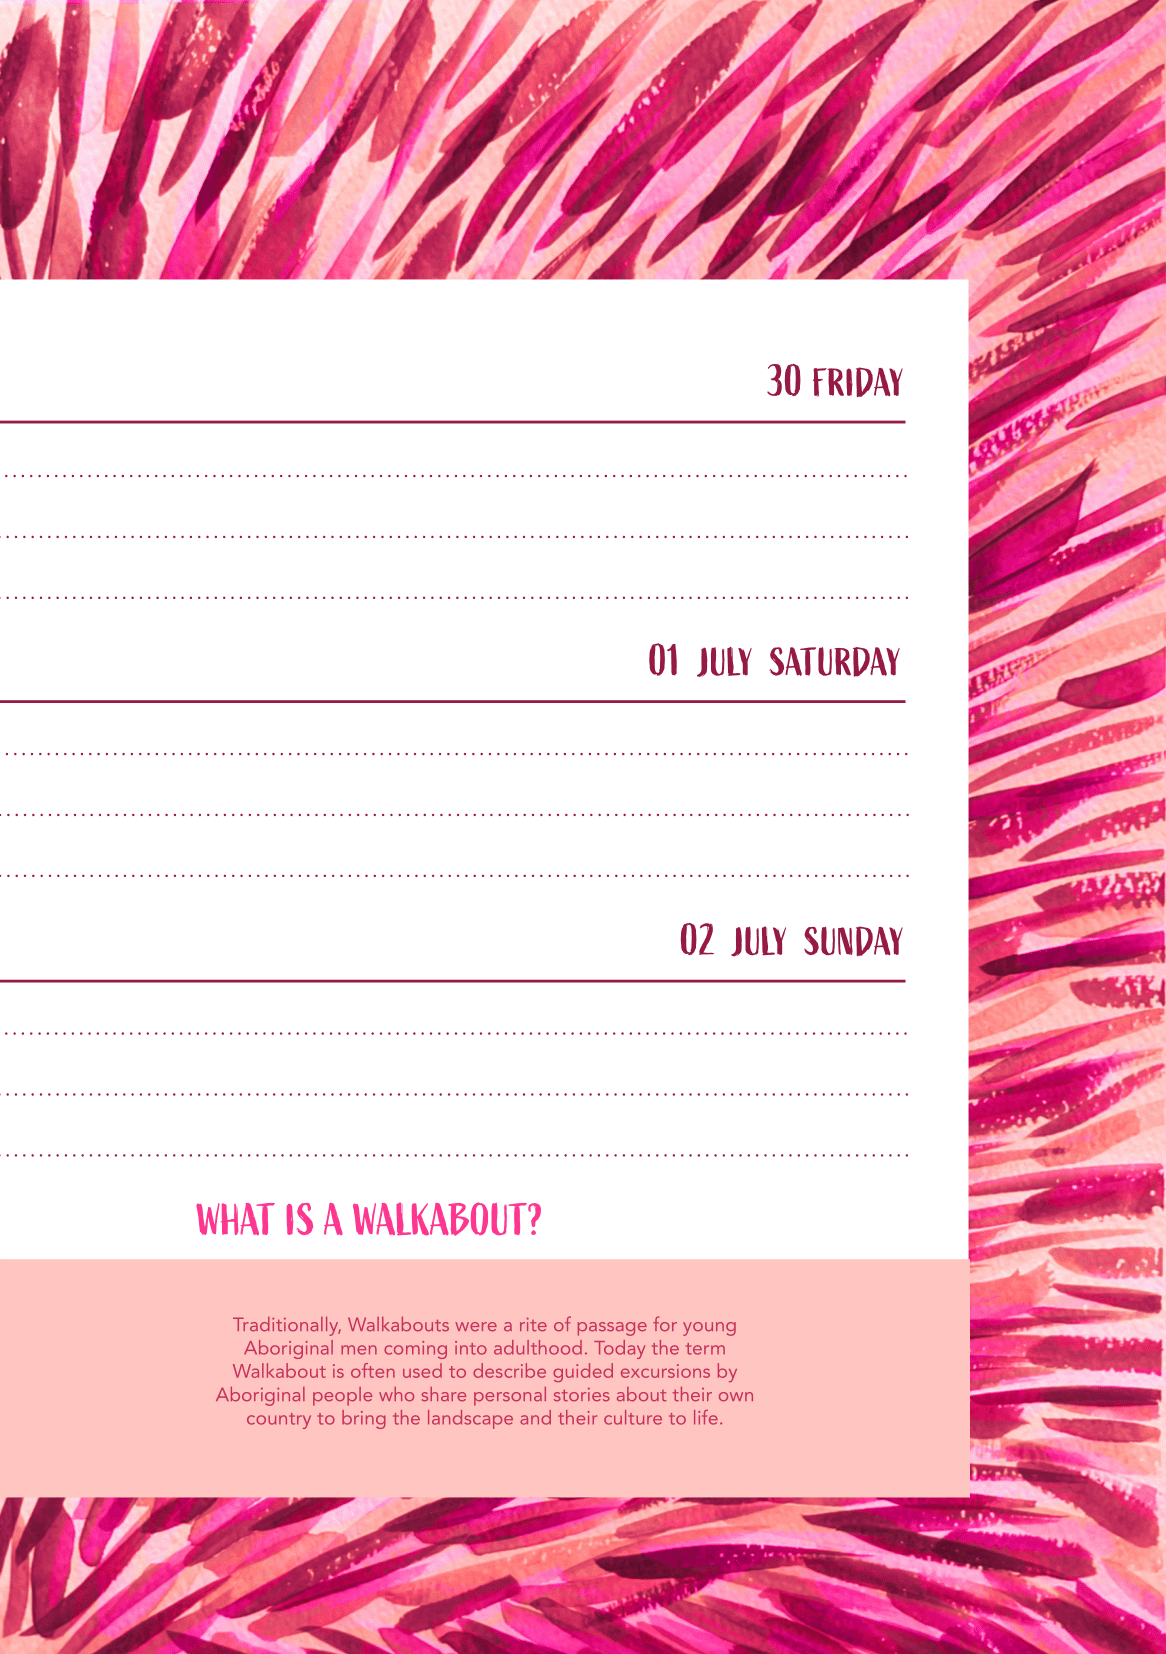 30 FRIDAY
01 JULY SATURDAY
02 JULY SUNDAY
WHAT IS A WALKABOUT?
Traditionally, Walkabouts were a rite of passage for young
Aboriginal men coming into adulthood. Today the term
Walkabout is often used to describe guided excursions by
Aboriginal people who share personal stories about their own
country to bring the landscape and their culture to life.